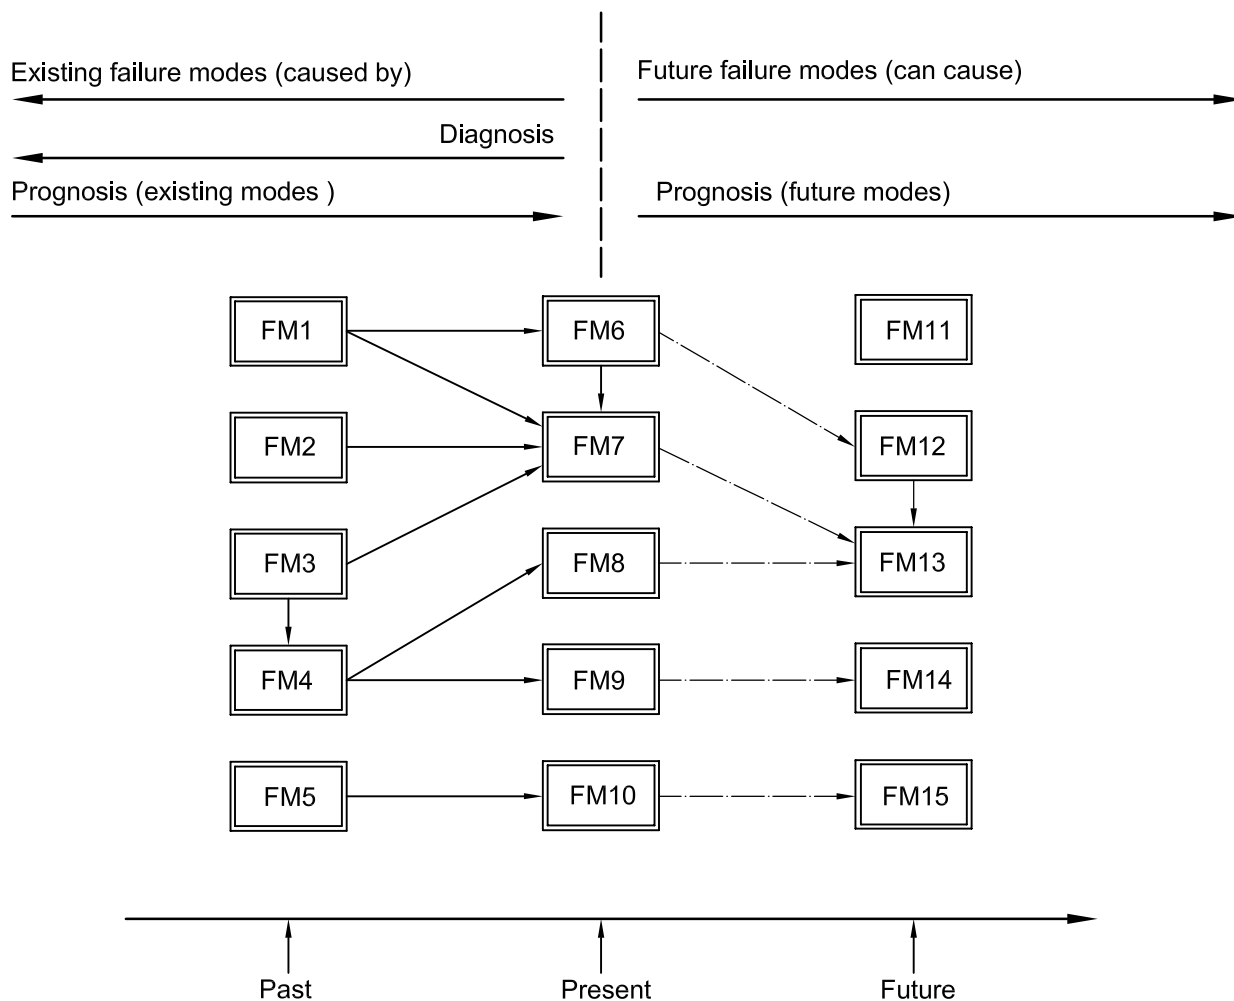 Existing failure modes (caused by)
Future failure modes (can cause)
Diagnosis
Prognosis (existing modes )
Prognosis (future modes)
FM1
FM6
FM11
FM2
FM7
FM12
FM3
FM8
FM13
FM4
FM9
FM14
FM5
FM10
FM15
Past
Present
Future